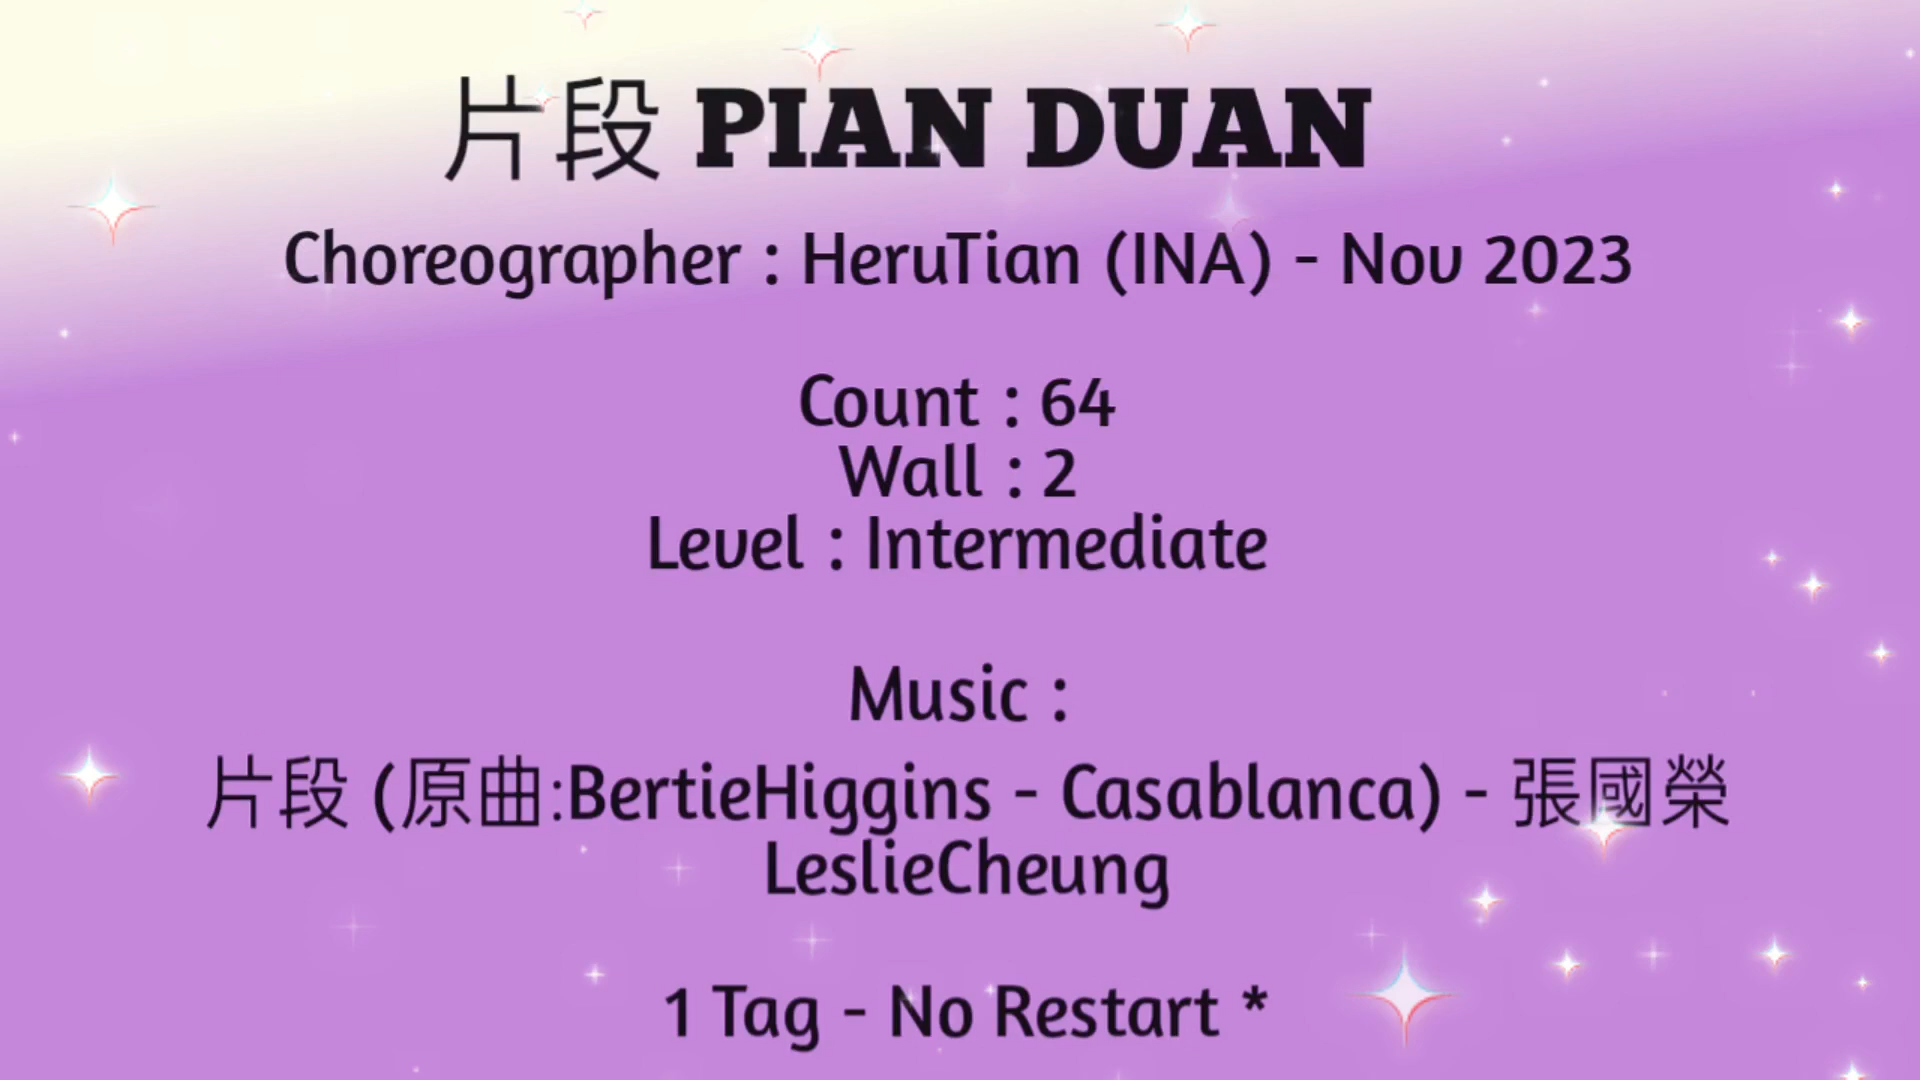 片段 PIAN DUAN
Choreographer : HeruTian (INA) - Nov 2023
Count : 64
Wall : 2
Level : Intermediate
Music :
片段 (原曲:BertieHiggins - Casablanca) - 張國榮
LeslieCheung
1 Tag - No Restart *